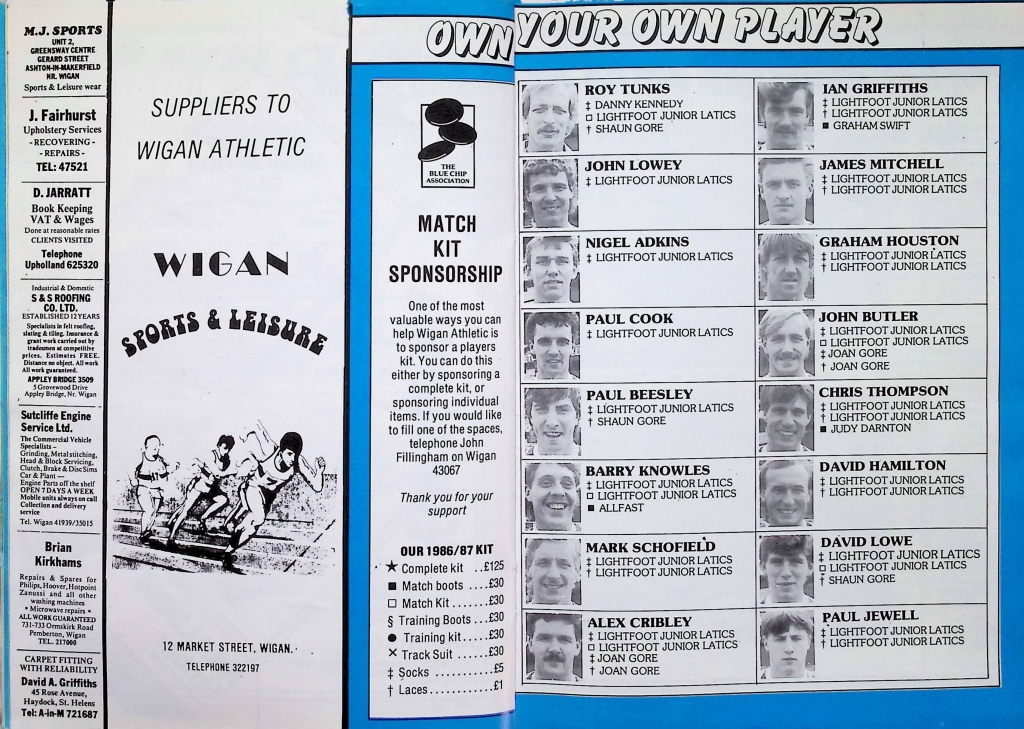 M.J. SPORTS
UNIT 2,
GREENSWAY CENTRE
GERARD STREET
ASHTON-IN-MAKERFIELD
NR. WIGAN
Sports & Leisure wear
J. Fairhurst
Upholstery Services
- RECOVERING -
- REPAIRS -
TEL: 47521
D. JARRATT
Book Keeping
VAT & Wages
Done at reasonable rates
CLIENTS VISITED
Telephone
Upholland 625320
Industrial & Domestic
S & S ROOFING
CO. LTD.
ESTABLISHED 12 YEARS
Specialists in felt roofing,
slating & tiling. Insurance &
grant work carried out by
tradesmen at competitive
prices. Estimates FREE.
Distance no object. All work
All work guaranteed.
APPLEY BRIDGE 3509
5 Grovewood Drive
Appley Bridge, Nr. Wigan
Sutcliffe Engine
Service Ltd.
The Commercial Vehicle
Specialists -
Grinding, Metal stitching,
Head & Block Servicing,
Clutch, Brake & Disc Sims
Car & Plant —
Engine Parts off the shelf
OPEN 7 DAYS A WEEK
Mobile units always on call
Collection and delivery
service
Tel. Wigan 41939/35015
Brian
Kirkhams
Repairs & Spares for
Philips, Hoover, Hotpoint
Zanussi and all other
washing machines
* Microwave repairs *
ALL WORK GUARANTEED
731-733 Ormskirk Road
Pemberton, Wigan
TEL. 217000
CARPET FITTING
WITH RELIABILITY
David A. Griffiths
45 Rose Avenue,
Haydock, St. Helens
Tel: A-in-M 721687
SUPPLIERS TO
WIGAN ATHLETIC
WIGAN
SPORTS & LEISURE
12 MARKET STREET, WIGAN.
TELEPHONE 322197
OWN YOUR OWN PLAYER
THE
BLUE CHIP
ASSOCIATION
MATCH
KIT
SPONSORSHIP
One of the most
valuable ways you can
help Wigan Athletic is
to sponsor a players
kit. You can do this
either by sponsoring a
complete kit, or
sponsoring individual
items. If you would like
to fill one of the spaces,
telephone John
Fillingham on Wigan
43067
Thank you for your
support
OUR 1986/87 KIT
★ Complete kit ..£125
■ Match boots ....£30
□ Match Kit .......£30
§ Training Boots ...£30
● Training kit.....£30
✕ Track Suit ......£30
‡ Socks ..........£5
† Laces............£1
ROY TUNKS
‡ DANNY KENNEDY
□ LIGHTFOOT JUNIOR LATICS
† SHAUN GORE
JOHN LOWEY
‡ LIGHTFOOT JUNIOR LATICS
NIGEL ADKINS
‡ LIGHTFOOT JUNIOR LATICS
PAUL COOK
‡ LIGHTFOOT JUNIOR LATICS
PAUL BEESLEY
‡ LIGHTFOOT JUNIOR LATICS
† SHAUN GORE
BARRY KNOWLES
‡ LIGHTFOOT JUNIOR LATICS
□ LIGHTFOOT JUNIOR LATICS
■ ALLFAST
MARK SCHOFIELD
‡ LIGHTFOOT JUNIOR LATICS
† LIGHTFOOT JUNIOR LATICS
ALEX CRIBLEY
‡ LIGHTFOOT JUNIOR LATICS
□ LIGHTFOOT JUNIOR LATICS
‡ JOAN GORE
† JOAN GORE
IAN GRIFFITHS
‡ LIGHTFOOT JUNIOR LATICS
† LIGHTFOOT JUNIOR LATICS
■ GRAHAM SWIFT
JAMES MITCHELL
‡ LIGHTFOOT JUNIOR LATICS
† LIGHTFOOT JUNIOR LATICS
GRAHAM HOUSTON
‡ LIGHTFOOT JUNIOR LATICS
† LIGHTFOOT JUNIOR LATICS
JOHN BUTLER
‡ LIGHTFOOT JUNIOR LATICS
□ LIGHTFOOT JUNIOR LATICS
‡ JOAN GORE
† JOAN GORE
CHRIS THOMPSON
‡ LIGHTFOOT JUNIOR LATICS
† LIGHTFOOT JUNIOR LATICS
■ JUDY DARNTON
DAVID HAMILTON
‡ LIGHTFOOT JUNIOR LATICS
† LIGHTFOOT JUNIOR LATICS
DAVID LOWE
‡ LIGHTFOOT JUNIOR LATICS
□ LIGHTFOOT JUNIOR LATICS
† SHAUN GORE
PAUL JEWELL
‡ LIGHTFOOT JUNIOR LATICS
† LIGHTFOOT JUNIOR LATICS